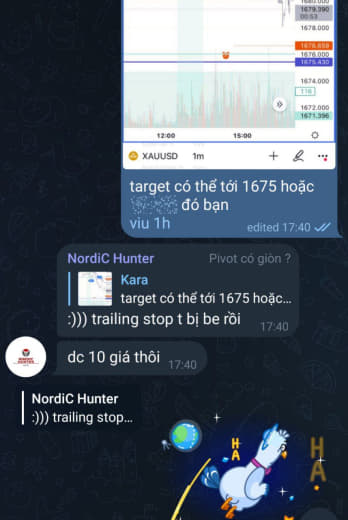 1680.000
1679.390
00:53
1678.000
1676.859
1676.000
1675.430
1674.000
116
1672.000
1671.396
12:00 15:00
XAUUSD 1m
target có thể tới 1675 hoặc
đó bạn
viu 1h
edited 17:40
NordiC Hunter Pivot có giòn ?
Kara
target có thể tới 1675 hoặc...
:))) trailing stop t bị be rồi
17:40
dc 10 giá thôi
17:40
NordiC Hunter
:))) trailing stop...
HA
HA